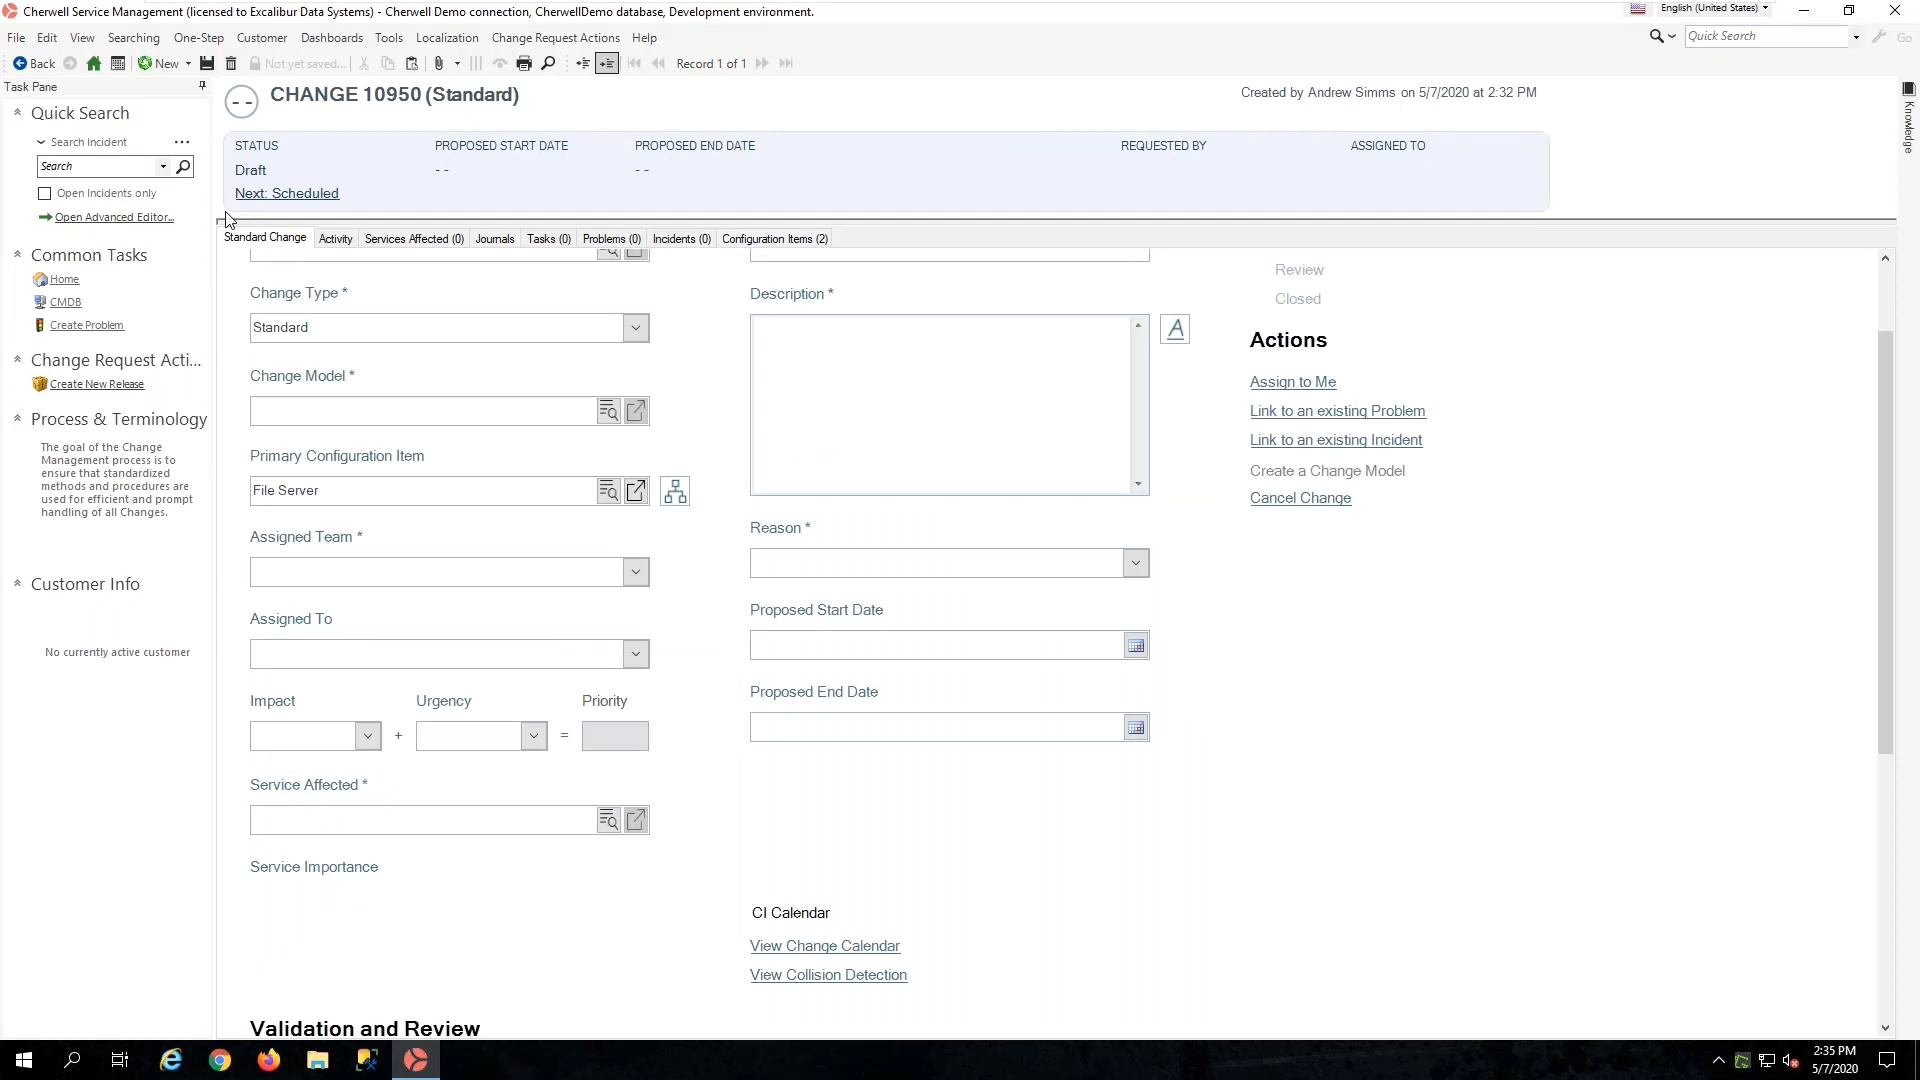 Cherwell Service Management (licensed to Excalibur Data Systems) - Cherwell Demo connection, CherwellDemo database, Development environment.
English (United States)
File Edit View Searching One-Step Customer Dashboards Tools Localization Change Request Actions Help
Quick Search
Go
Back
New
Not yet saved...
Record 1 of 1
Task Pane
Quick Search
Search Incident
Search
Open Incidents only
Open Advanced Editor...
Common Tasks
Home
CMDB
Create Problem
Change Request Acti...
Create New Release
Process & Terminology
The goal of the Change
Management process is to
ensure that standardized
methods and procedures are
used for efficient and prompt
handling of all Changes.
Customer Info
No currently active customer
- -
CHANGE 10950 (Standard)
Created by Andrew Simms on 5/7/2020 at 2:32 PM
STATUS PROPOSED START DATE PROPOSED END DATE REQUESTED BY ASSIGNED TO
Draft - - - -
Next: Scheduled
Standard Change Activity Services Affected (0) Journals Tasks (0) Problems (0) Incidents (0) Configuration Items (2)
Change Type *
Standard
Change Model *
Primary Configuration Item
File Server
Assigned Team *
Assigned To
Impact Urgency Priority
+ =
Service Affected *
Service Importance
Validation and Review
Description *
A
Reason *
Proposed Start Date
Proposed End Date
CI Calendar
View Change Calendar
View Collision Detection
Review
Closed
Actions
Assign to Me
Link to an existing Problem
Link to an existing Incident
Create a Change Model
Cancel Change
Knowledge
2:35 PM
5/7/2020